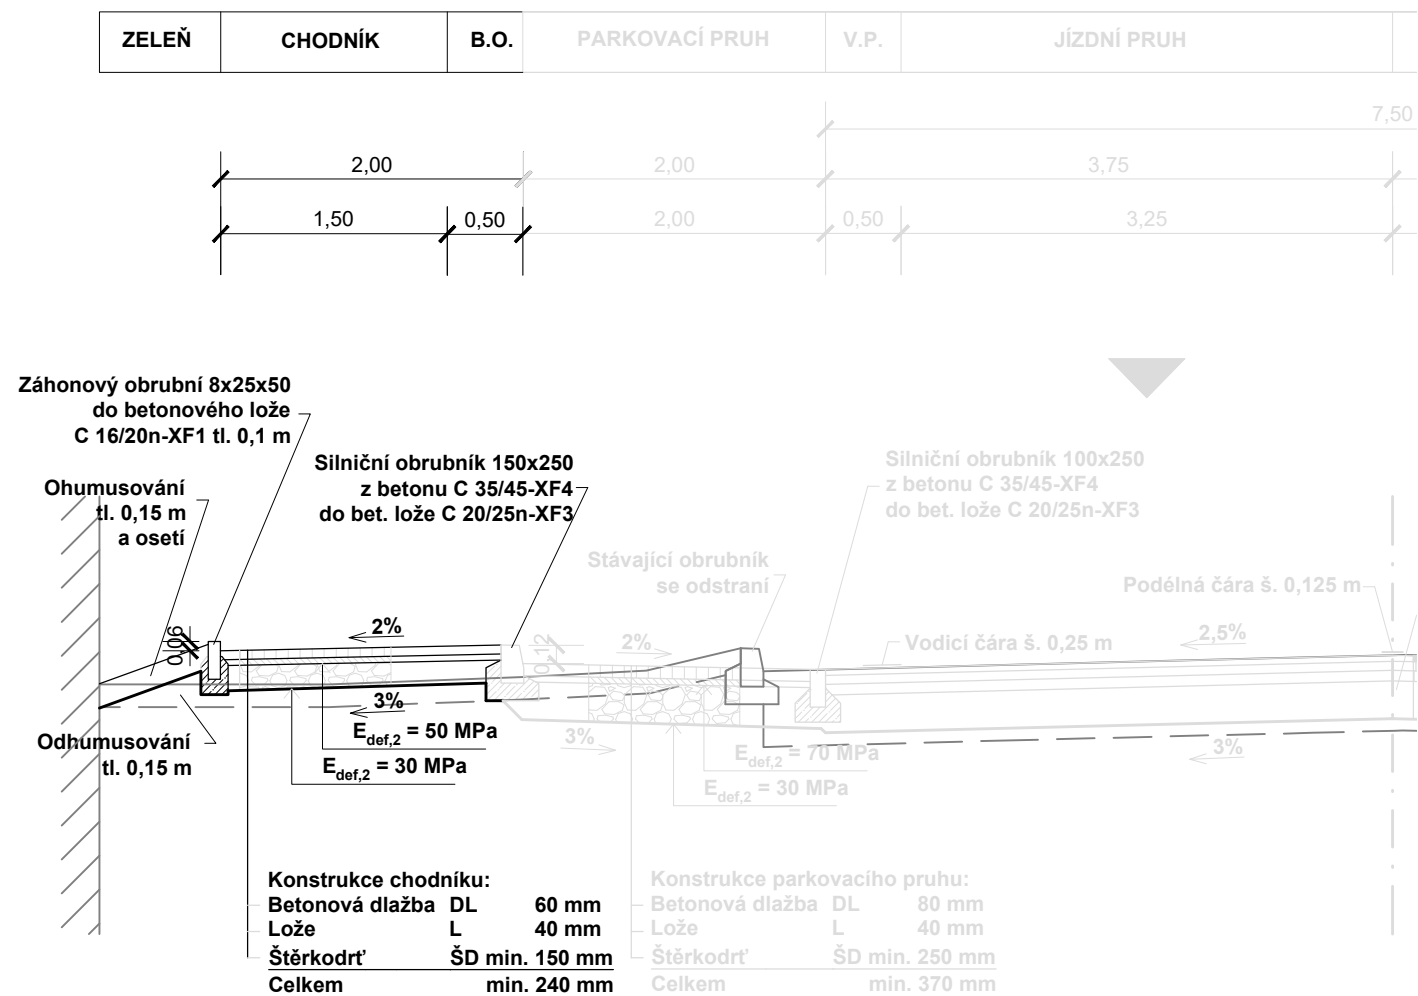 ZELEŇ CHODNÍK B.O. PARKOVACÍ PRUH V.P. JÍZDNÍ PRUH
7,50
2,00 2,00 3,75
1,50 0,50 2,00 0,50 3,25
Záhonový obrubní 8x25x50
do betonového lože
C 16/20n-XF1 tl. 0,1 m
Silniční obrubník 150x250
z betonu C 35/45-XF4
do bet. lože C 20/25n-XF3
Silniční obrubník 100x250
z betonu C 35/45-XF4
do bet. lože C 20/25n-XF3
Ohumusování
tl. 0,15 m
a osetí
Stávající obrubník
se odstraní
Podélná čára š. 0,125 m
0,06
2%
0,12
2%
Vodicí čára š. 0,25 m
2,5%
3%
Odhumusování
tl. 0,15 m
Edef,2 = 50 MPa
Edef,2 = 30 MPa
3%
Edef,2 = 70 MPa
Edef,2 = 30 MPa
3%
Konstrukce chodníku:
Betonová dlažba DL 60 mm
Lože L 40 mm
Štěrkodrť ŠD min. 150 mm
Celkem min. 240 mm
Konstrukce parkovacího pruhu:
Betonová dlažba DL 80 mm
Lože L 40 mm
Štěrkodrť ŠD min. 250 mm
Celkem min. 370 mm